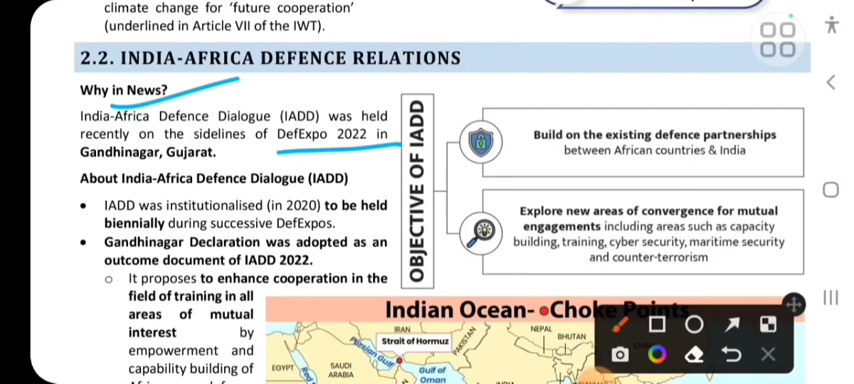 climate change for 'future cooperation'
(underlined in Article VII of the IWT).
2.2. INDIA-AFRICA DEFENCE RELATIONS
Why in News?
India-Africa Defence Dialogue (IADD) was held
recently on the sidelines of DefExpo 2022 in
Gandhinagar, Gujarat.
About India-Africa Defence Dialogue (IADD)
• IADD was institutionalised (in 2020) to be held
biennially during successive DefExpos.
• Gandhinagar Declaration was adopted as an
outcome document of IADD 2022.
o It proposes to enhance cooperation in the
field of training in all
areas of mutual
interest by
empowerment and
capability building of
OBJECTIVE OF IADD
Build on the existing defence partnerships
between African countries & India
Explore new areas of convergence for mutual
engagements including areas such as capacity
building, training, cyber security, maritime security
and counter-terrorism
Indian Ocean- Choke Points
IRAN
Strait of Hormuz
PAKISTAN
NEPAL
BHUTAN
Persian Gulf
EGYPT
Red
SAUDI
ARABIA
Gulf of
Oman